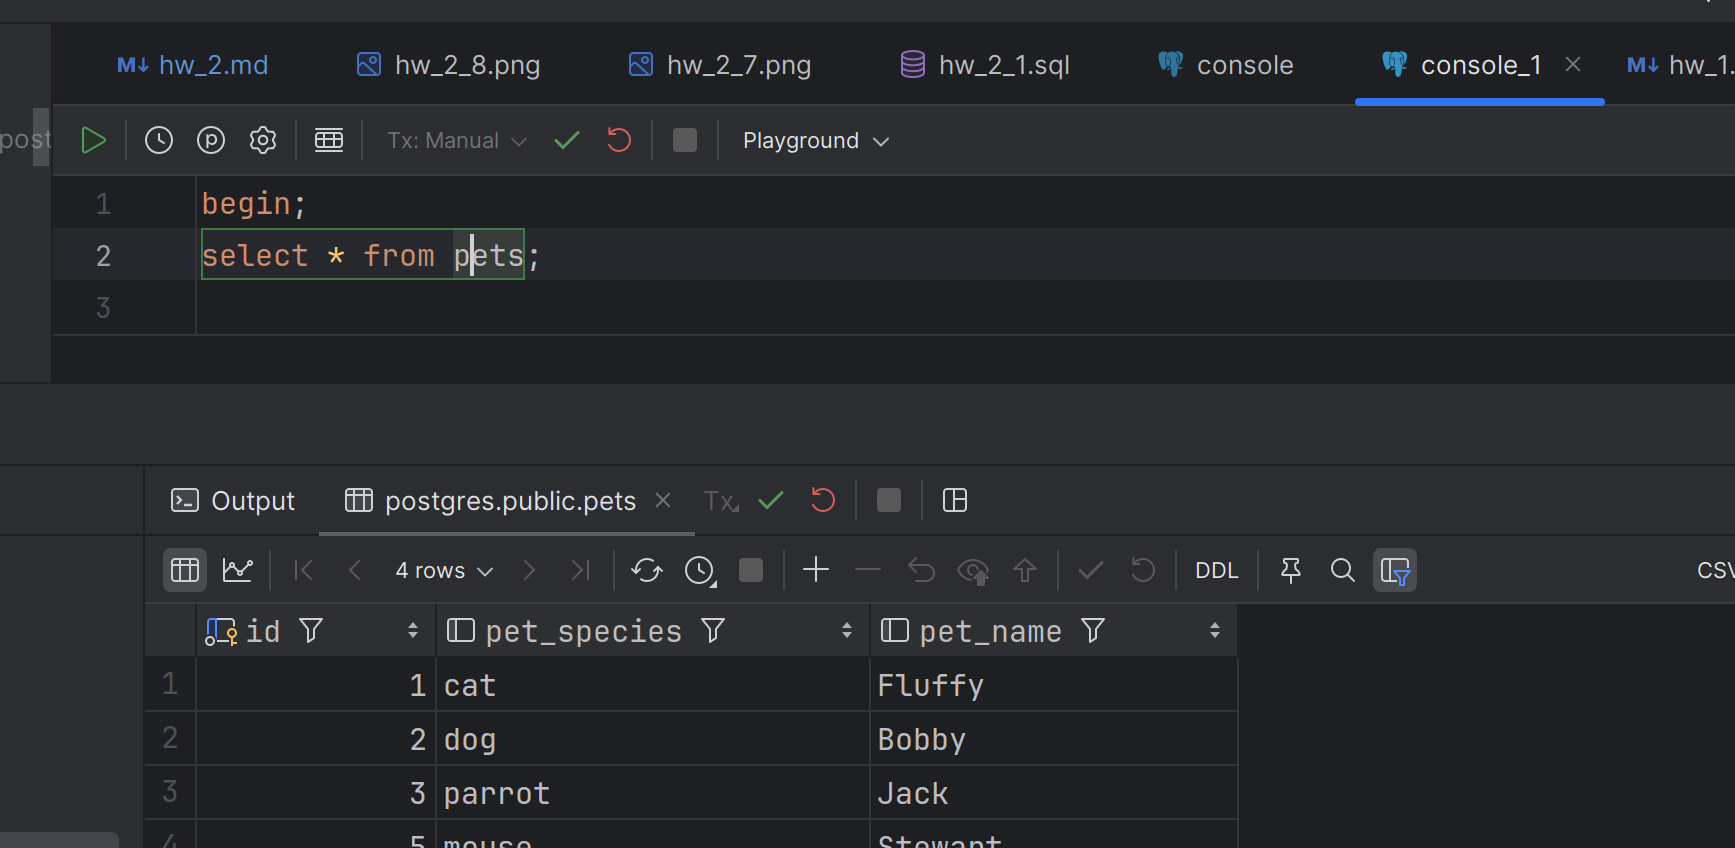 hw_2.md hw_2_8.png hw_2_7.png hw_2_1.sql console console_1 hw_1.
post Tx: Manual Playground
1 begin;
2 select * from pets;
3
Output postgres.public.pets Tx
4 rows DDL CSV
id pet_species pet_name
1 1 cat Fluffy
2 2 dog Bobby
3 3 parrot Jack
4 5 mouse Stewart